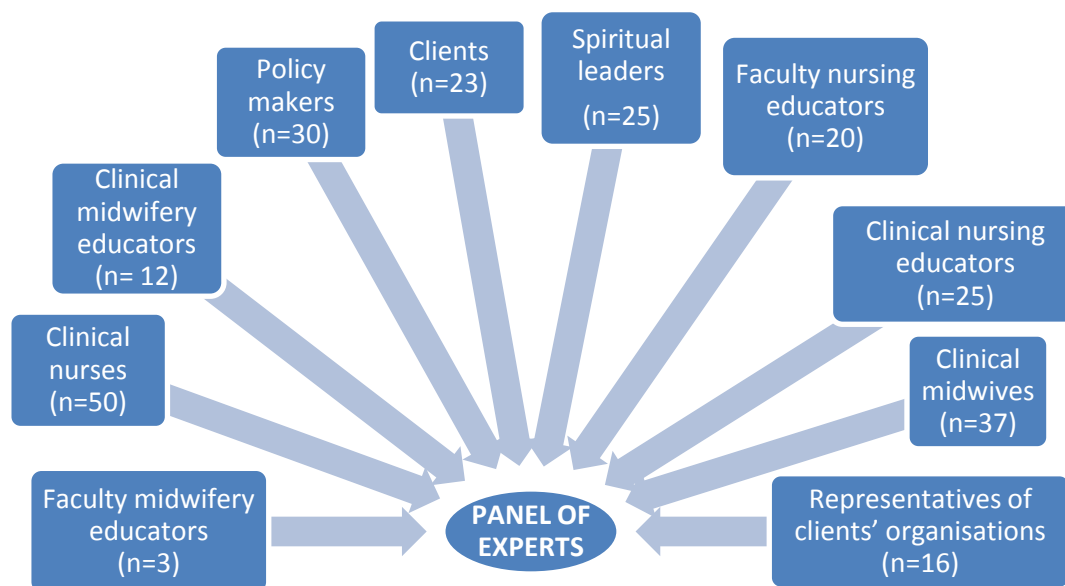 Clients
(n=23)
Spiritual
leaders
(n=25)
Policy
makers
(n=30)
Faculty nursing
educators
(n=20)
Clinical
midwifery
educators
(n= 12)
Clinical nursing
educators
(n=25)
Clinical
nurses
(n=50)
Clinical
midwives
(n=37)
Faculty midwifery
educators
(n=3)
PANEL OF
EXPERTS
Representatives of
clients’ organisations
(n=16)